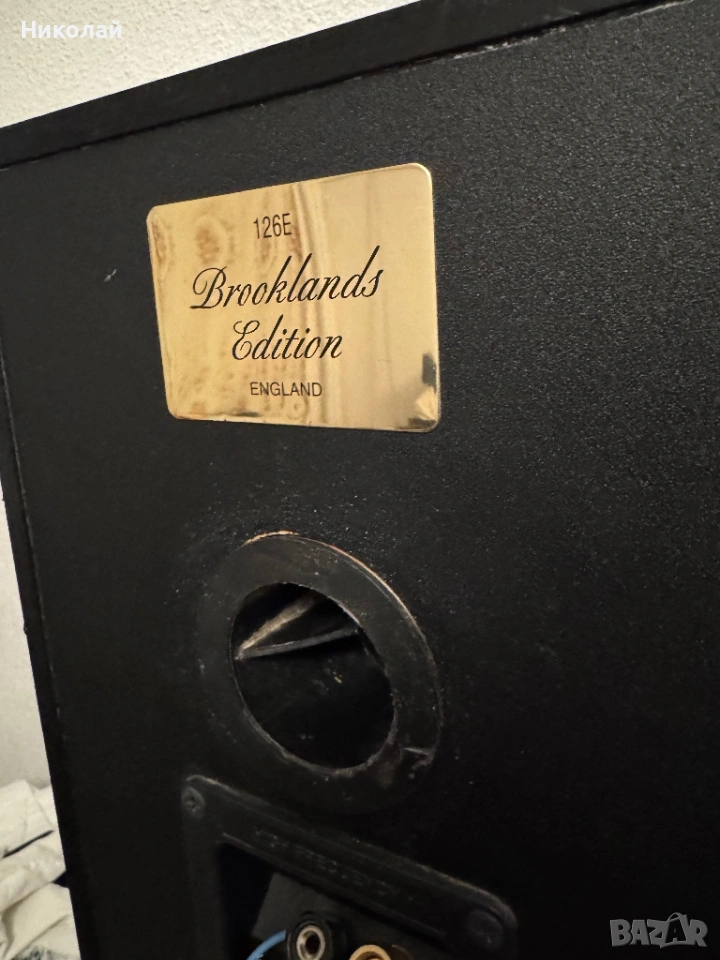 Николай
126E
Brooklands
Edition
ENGLAND
BAZAR